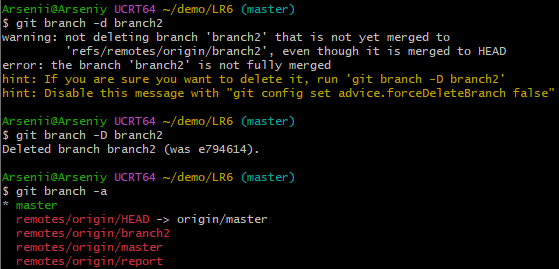 Arsenii@Arseniy UCRT64 ~/demo/LR6 (master)
$ git branch -d branch2
warning: not deleting branch 'branch2' that is not yet merged to
         'refs/remotes/origin/branch2', even though it is merged to HEAD
error: the branch 'branch2' is not fully merged
hint: If you are sure you want to delete it, run 'git branch -D branch2'
hint: Disable this message with "git config set advice.forceDeleteBranch false"
Arsenii@Arseniy UCRT64 ~/demo/LR6 (master)
$ git branch -D branch2
Deleted branch branch2 (was e794614).
Arsenii@Arseniy UCRT64 ~/demo/LR6 (master)
$ git branch -a
* master
  remotes/origin/HEAD -> origin/master
  remotes/origin/branch2
  remotes/origin/master
  remotes/origin/report